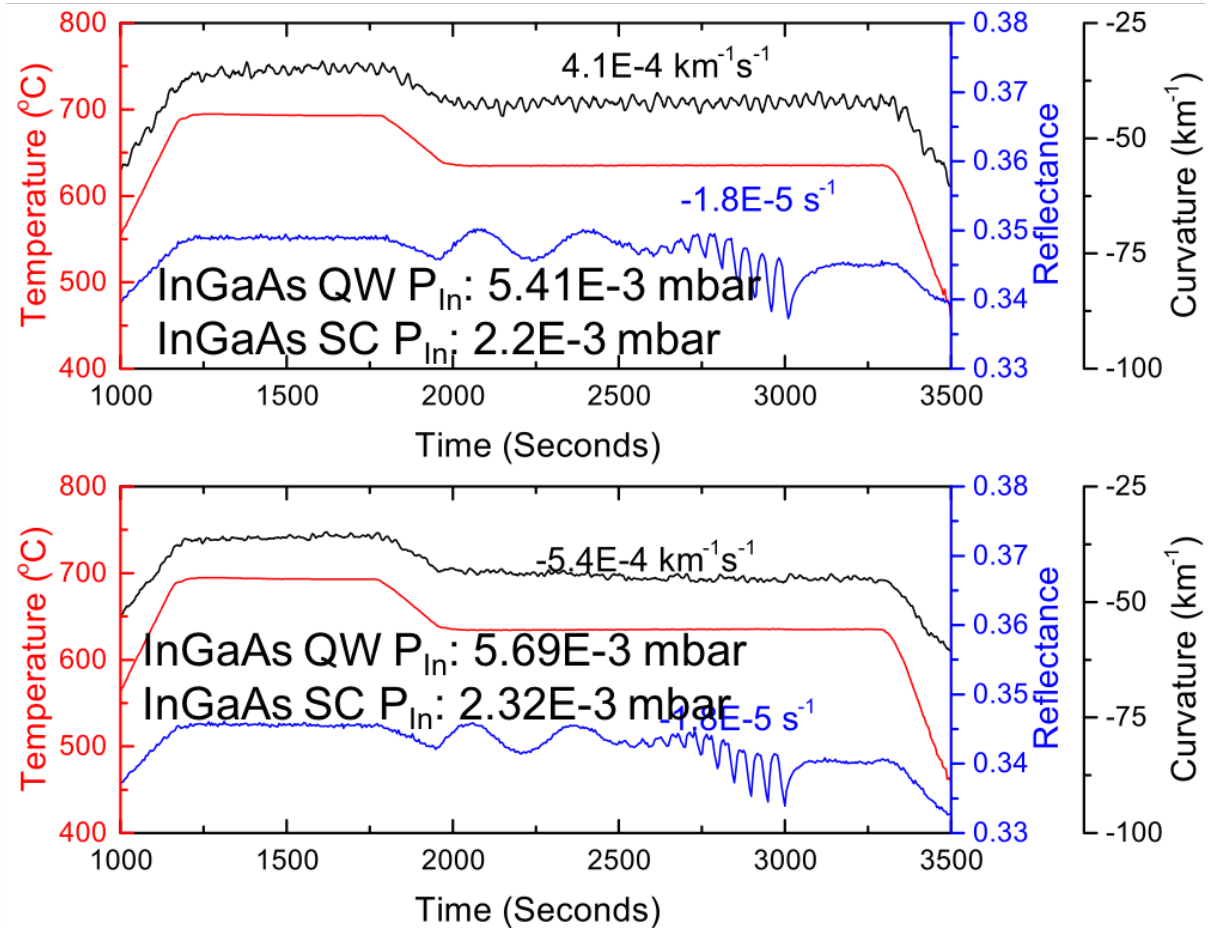 800
700
600
500
400
Temperature (°C)
4.1E-4 km⁻¹s⁻¹
-1.8E-5 s⁻¹
InGaAs QW P_In: 5.41E-3 mbar
InGaAs SC P_In: 2.2E-3 mbar
0.38
0.37
0.36
0.35
0.34
0.33
Reflectance
-25
-50
-75
-100
Curvature (km⁻¹)
1000 1500 2000 2500 3000 3500
Time (Seconds)
800
700
600
500
400
Temperature (°C)
-5.4E-4 km⁻¹s⁻¹
InGaAs QW P_In: 5.69E-3 mbar
InGaAs SC P_In: 2.32E-3 mbar
-1.8E-5 s⁻¹
0.38
0.37
0.36
0.35
0.34
0.33
Reflectance
-25
-50
-75
-100
Curvature (km⁻¹)
1000 1500 2000 2500 3000 3500
Time (Seconds)